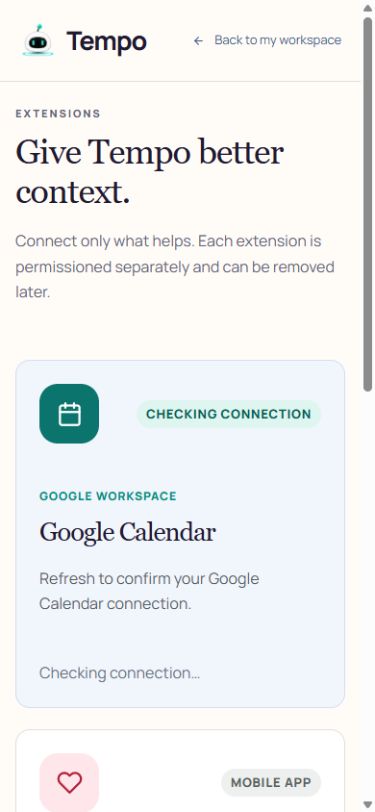 Tempo
← Back to my workspace
EXTENSIONS
Give Tempo better
context.
Connect only what helps. Each extension is
permissioned separately and can be removed
later.
CHECKING CONNECTION
GOOGLE WORKSPACE
Google Calendar
Refresh to confirm your Google
Calendar connection.
Checking connection...
MOBILE APP